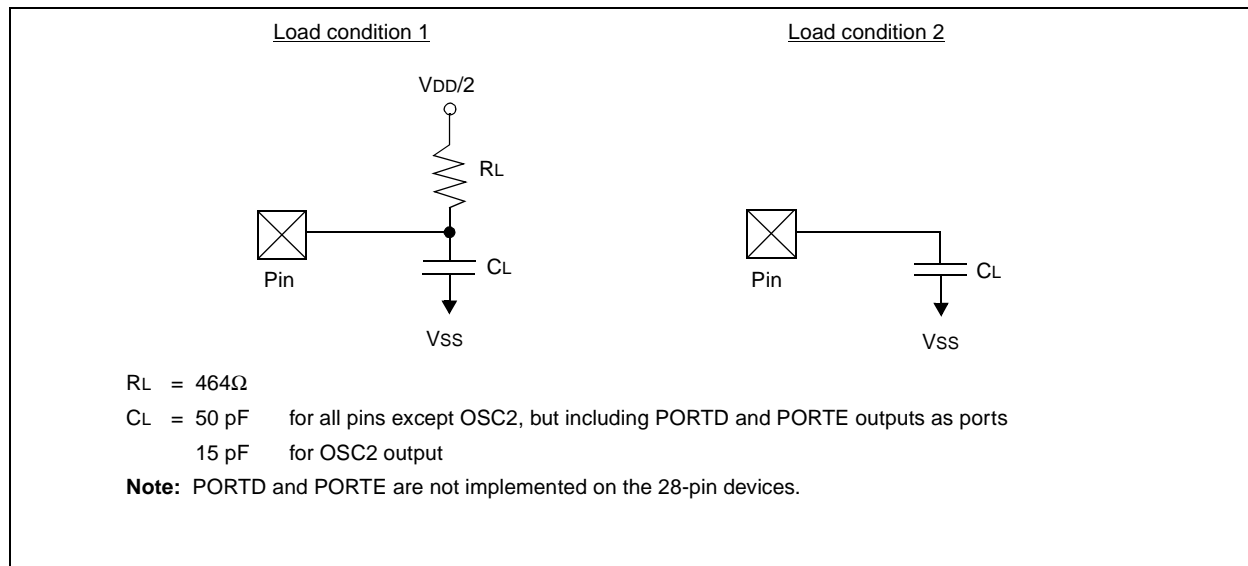 Load condition 1
Load condition 2
VDD/2
RL
Pin
CL
VSS
Pin
CL
VSS
RL = 464Ω
CL = 50 pF for all pins except OSC2, but including PORTD and PORTE outputs as ports
15 pF for OSC2 output
Note: PORTD and PORTE are not implemented on the 28-pin devices.